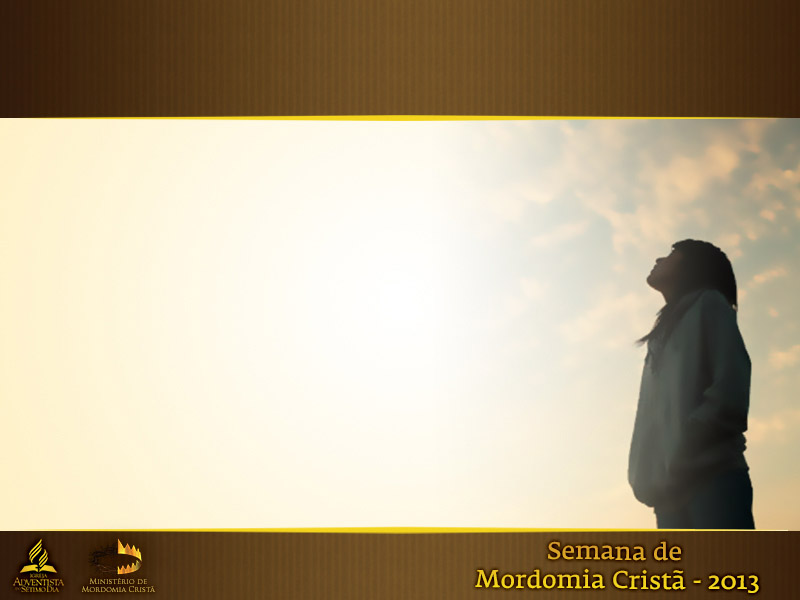 IGREJA
ADVENTISTA
DO SÉTIMO DIA
MINISTÉRIO DE
MORDOMIA CRISTÃ
Semana de
Mordomia Cristã - 2013